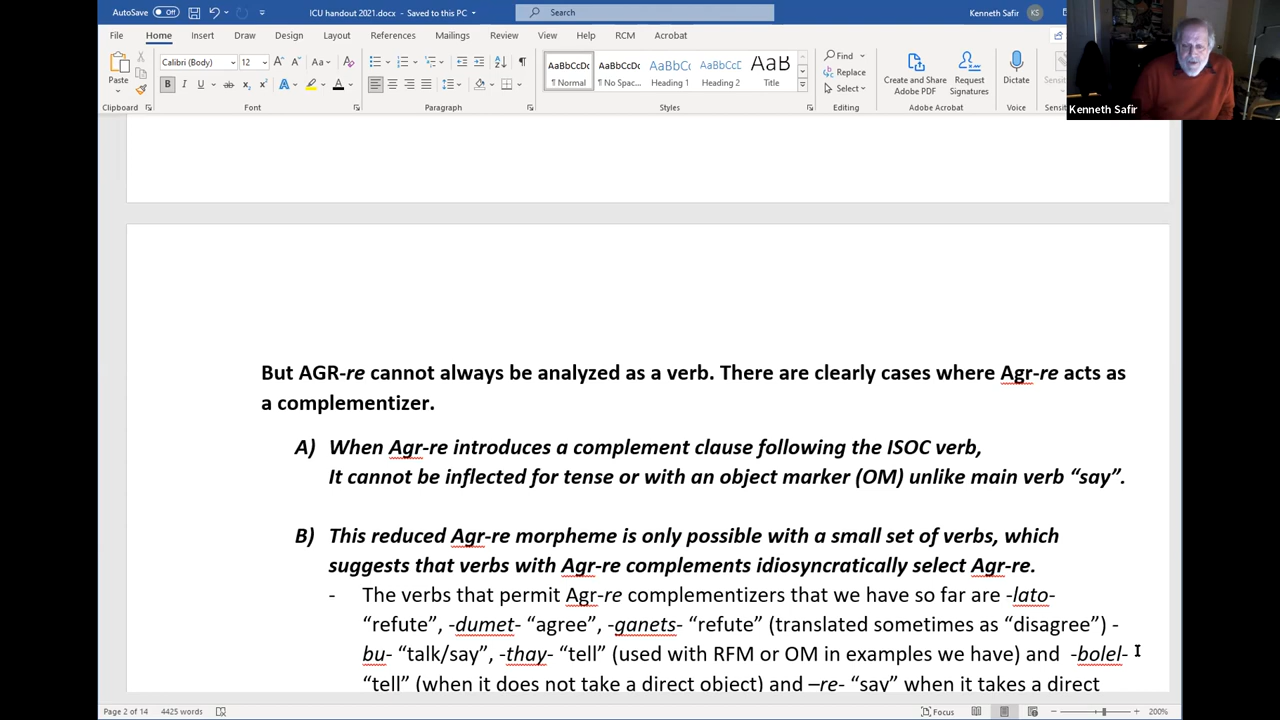 AutoSave Off ICU handout 2021.docx - Saved to this PC Search Kenneth Safir KS
File Home Insert Draw Design Layout References Mailings Review View Help RCM Acrobat
Calibri (Body) 12 Find
Paste Replace Create and Share Adobe PDF Request Signatures Dictate
Select
AaBbCcDc AaBbCcDc AaBbCc AaBbCcC AaB
¶ Normal ¶ No Spac... Heading 1 Heading 2 Title
Clipboard Font Paragraph Styles Editing Adobe Acrobat Voice
Kenneth Safir
But AGR-re cannot always be analyzed as a verb. There are clearly cases where Agr-re acts as
a complementizer.
A) When Agr-re introduces a complement clause following the ISOC verb,
It cannot be inflected for tense or with an object marker (OM) unlike main verb “say”.
B) This reduced Agr-re morpheme is only possible with a small set of verbs, which
suggests that verbs with Agr-re complements idiosyncratically select Agr-re.
- The verbs that permit Agr-re complementizers that we have so far are -lato-
“refute”, -dumet- “agree”, -ganets- “refute” (translated sometimes as “disagree”) -
bu- “talk/say”, -thay- “tell” (used with RFM or OM in examples we have) and -bolel-
“tell” (when it does not take a direct object) and –re- “say” when it takes a direct
Page 2 of 14 4425 words Focus 200%